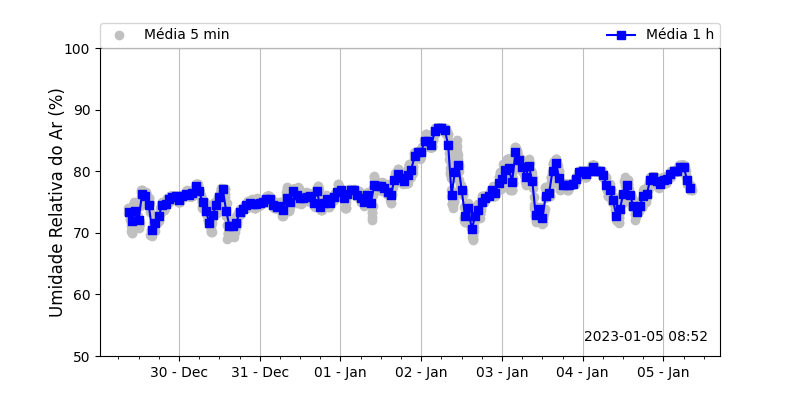 Média 5 min
Média 1 h
Umidade Relativa do Ar (%)
100
90
80
70
60
50
2023-01-05 08:52
30 - Dec
31 - Dec
01 - Jan
02 - Jan
03 - Jan
04 - Jan
05 - Jan